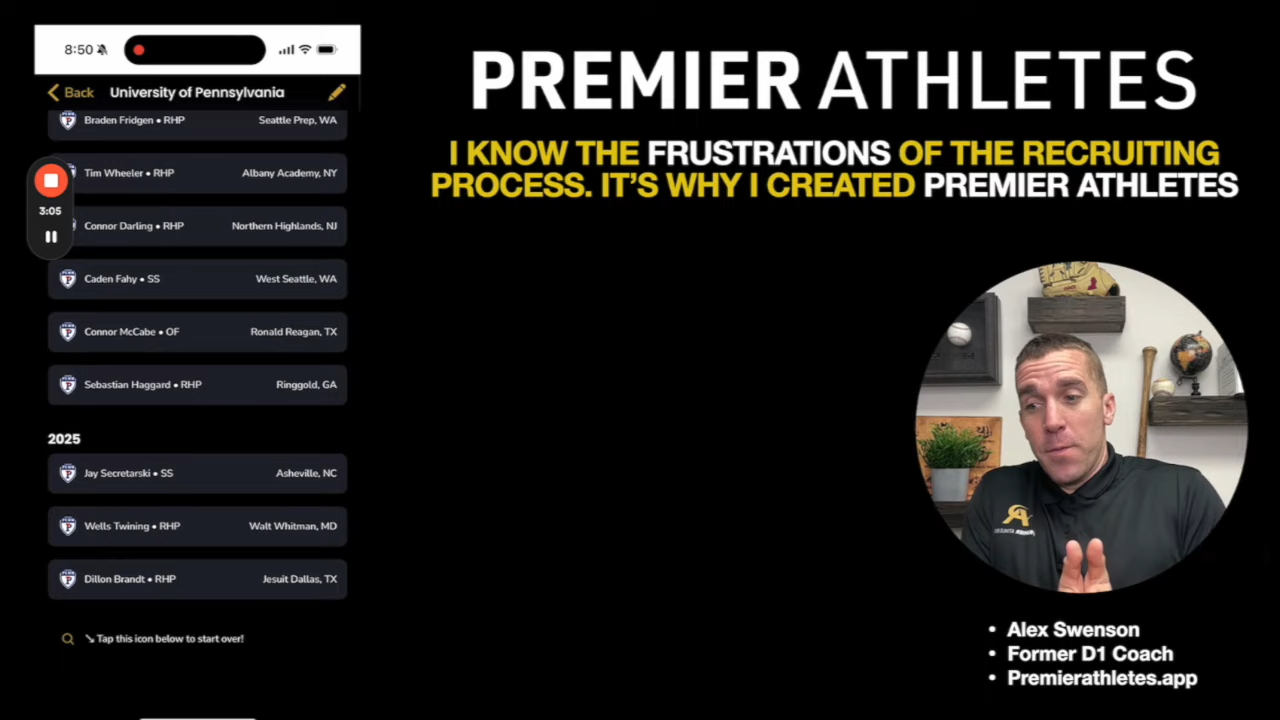 8:50
Back University of Pennsylvania
Braden Fridgen • RHP Seattle Prep, WA
Tim Wheeler • RHP Albany Academy, NY
3:05
Connor Darling • RHP Northern Highlands, NJ
Caden Fahy • SS West Seattle, WA
Connor McCabe • OF Ronald Reagan, TX
Sebastian Haggard • RHP Ringgold, GA
2025
Jay Secretarski • SS Asheville, NC
Wells Twining • RHP Walt Whitman, MD
Dillon Brandt • RHP Jesuit Dallas, TX
↘ Tap this icon below to start over!
PREMIER ATHLETES
I KNOW THE FRUSTRATIONS OF THE RECRUITING
PROCESS. IT'S WHY I CREATED PREMIER ATHLETES
• Alex Swenson
• Former D1 Coach
• Premierathletes.app